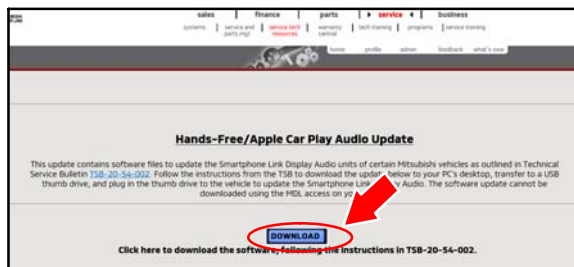 sales | finance | parts | ▸ service ◂ | business
systems | service and parts mgt | service tech resources | warranty central | tech training | programs | service training
home profile admin feedback what's new
Hands-Free/Apple Car Play Audio Update
This update contains software files to update the Smartphone Link Display Audio units of certain Mitsubishi vehicles as outlined in Technical
Service Bulletin TSB-20-54-002. Follow the instructions from the TSB to download the update below to your PC's desktop, transfer to a USB
thumb drive, and plug in the thumb drive to the vehicle to update the Smartphone Link Display Audio. The software update cannot be
downloaded using the MDL access on
DOWNLOAD
Click here to download the software, following the instructions in TSB-20-54-002.